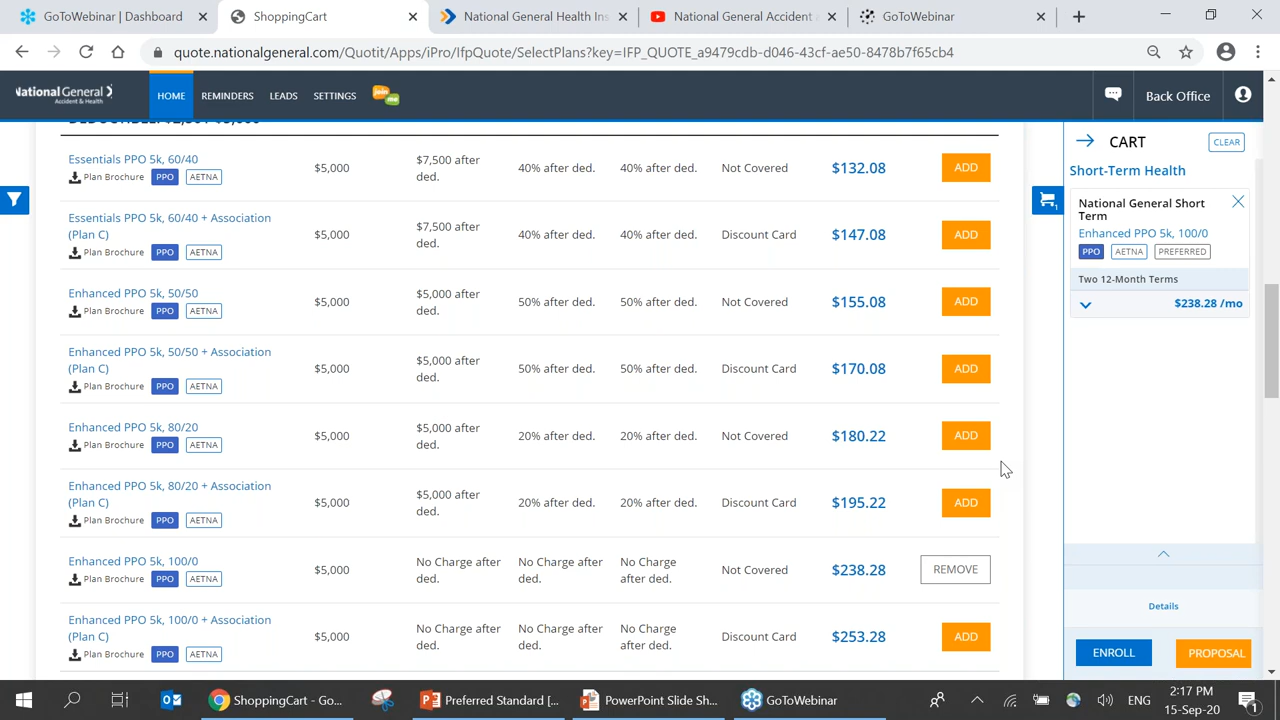 GoToWebinar | Dashboard
ShoppingCart
National General Health Ins
National General Accident
GoToWebinar
quote.nationalgeneral.com/Quotit/Apps/iPro/IfpQuote/SelectPlans?key=IFP_QUOTE_a9479cdb-d046-43cf-ae50-8478b7f65cb4
National General
Accident & Health
HOME
REMINDERS
LEADS
SETTINGS
join me
Back Office
Essentials PPO 5k, 60/40
Plan Brochure PPO AETNA
$5,000
$7,500 after
ded.
40% after ded.
40% after ded.
Not Covered
$132.08
ADD
Essentials PPO 5k, 60/40 + Association
(Plan C)
Plan Brochure PPO AETNA
$5,000
$7,500 after
ded.
40% after ded.
40% after ded.
Discount Card
$147.08
ADD
Enhanced PPO 5k, 50/50
Plan Brochure PPO AETNA
$5,000
$5,000 after
ded.
50% after ded.
50% after ded.
Not Covered
$155.08
ADD
Enhanced PPO 5k, 50/50 + Association
(Plan C)
Plan Brochure PPO AETNA
$5,000
$5,000 after
ded.
50% after ded.
50% after ded.
Discount Card
$170.08
ADD
Enhanced PPO 5k, 80/20
Plan Brochure PPO AETNA
$5,000
$5,000 after
ded.
20% after ded.
20% after ded.
Not Covered
$180.22
ADD
Enhanced PPO 5k, 80/20 + Association
(Plan C)
Plan Brochure PPO AETNA
$5,000
$5,000 after
ded.
20% after ded.
20% after ded.
Discount Card
$195.22
ADD
Enhanced PPO 5k, 100/0
Plan Brochure PPO AETNA
$5,000
No Charge after
ded.
No Charge after
ded.
No Charge
after ded.
Not Covered
$238.28
REMOVE
Enhanced PPO 5k, 100/0 + Association
(Plan C)
Plan Brochure PPO AETNA
$5,000
No Charge after
ded.
No Charge after
ded.
No Charge
after ded.
Discount Card
$253.28
ADD
1
CART
CLEAR
Short-Term Health
National General Short
Term
Enhanced PPO 5k, 100/0
PPO AETNA PREFERRED
Two 12-Month Terms
$238.28 /mo
Details
ENROLL
PROPOSAL
ShoppingCart - Go...
Preferred Standard [...
PowerPoint Slide Sh...
GoToWebinar
ENG
2:17 PM
15-Sep-20
1